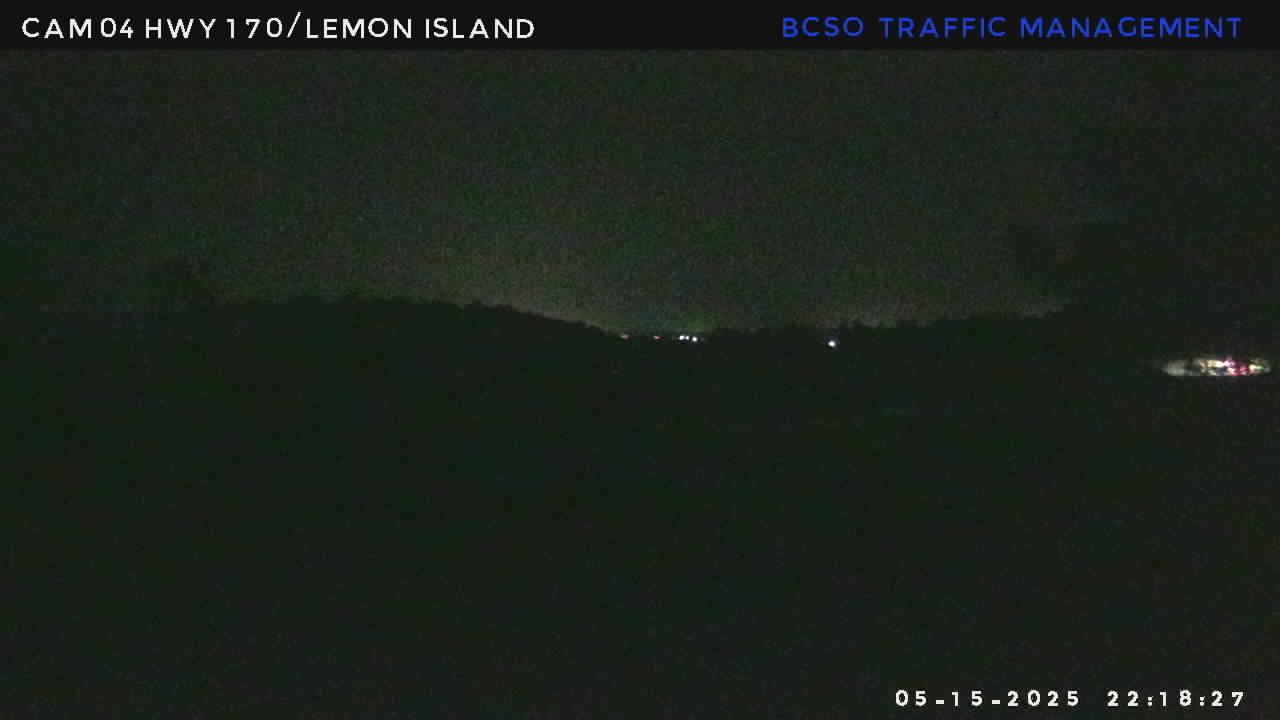 CAM04 HWY 170/LEMON ISLAND
BCSO TRAFFIC MANAGEMENT
05-15-2025 22:18:27